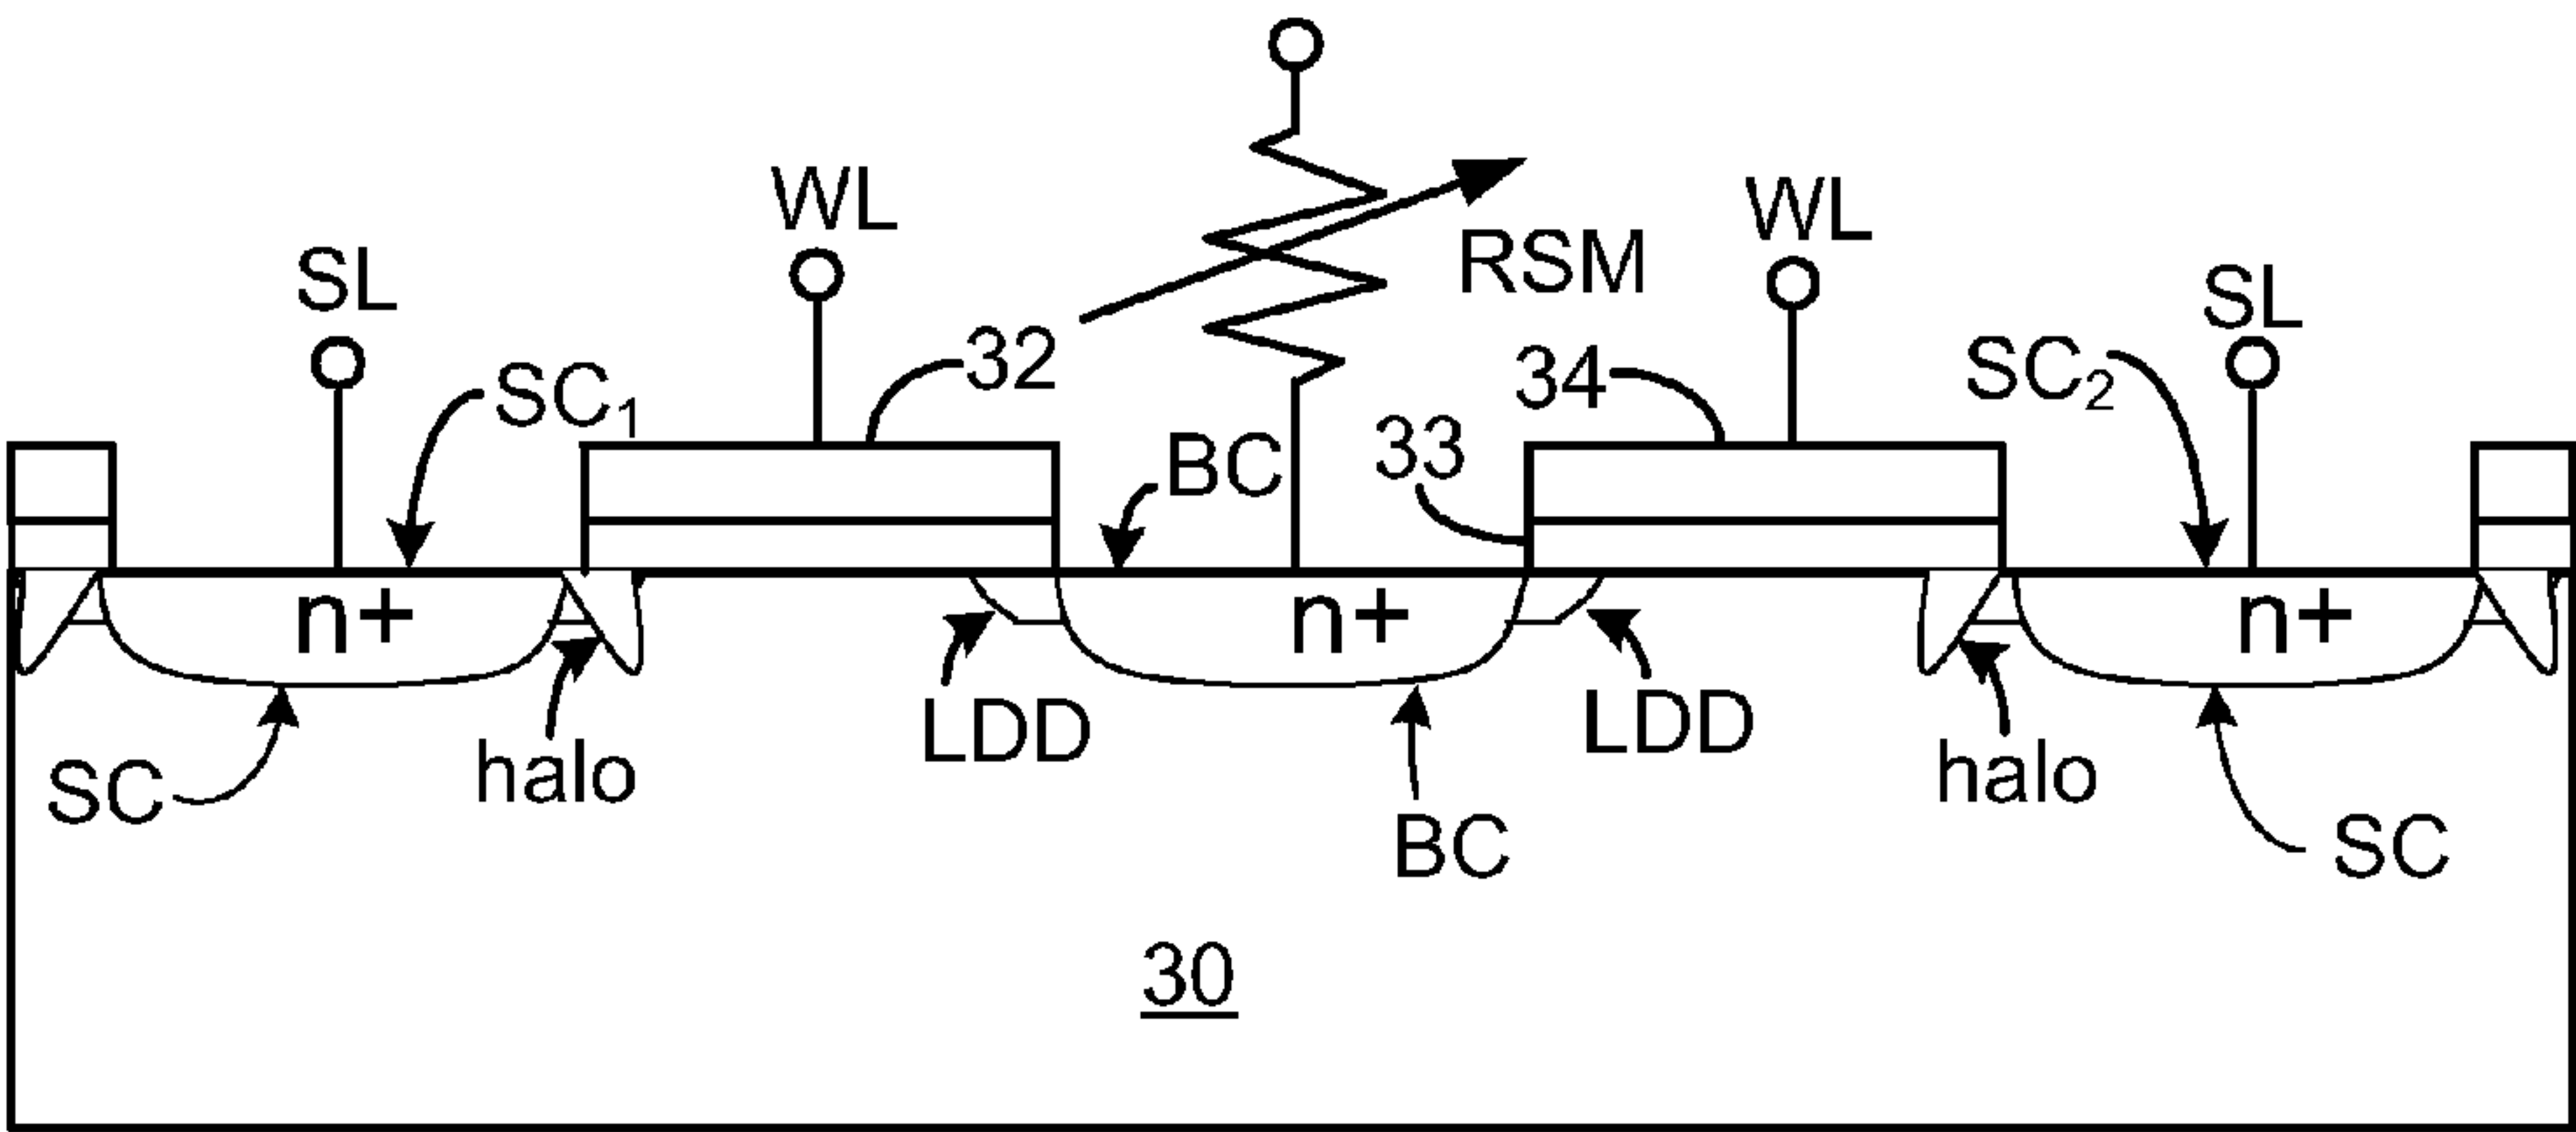 WL
WL
SL
RSM
SL
32
34
SC₁
SC₂
BC
33
n+
n+
n+
LDD
LDD
halo
halo
SC
BC
SC
30